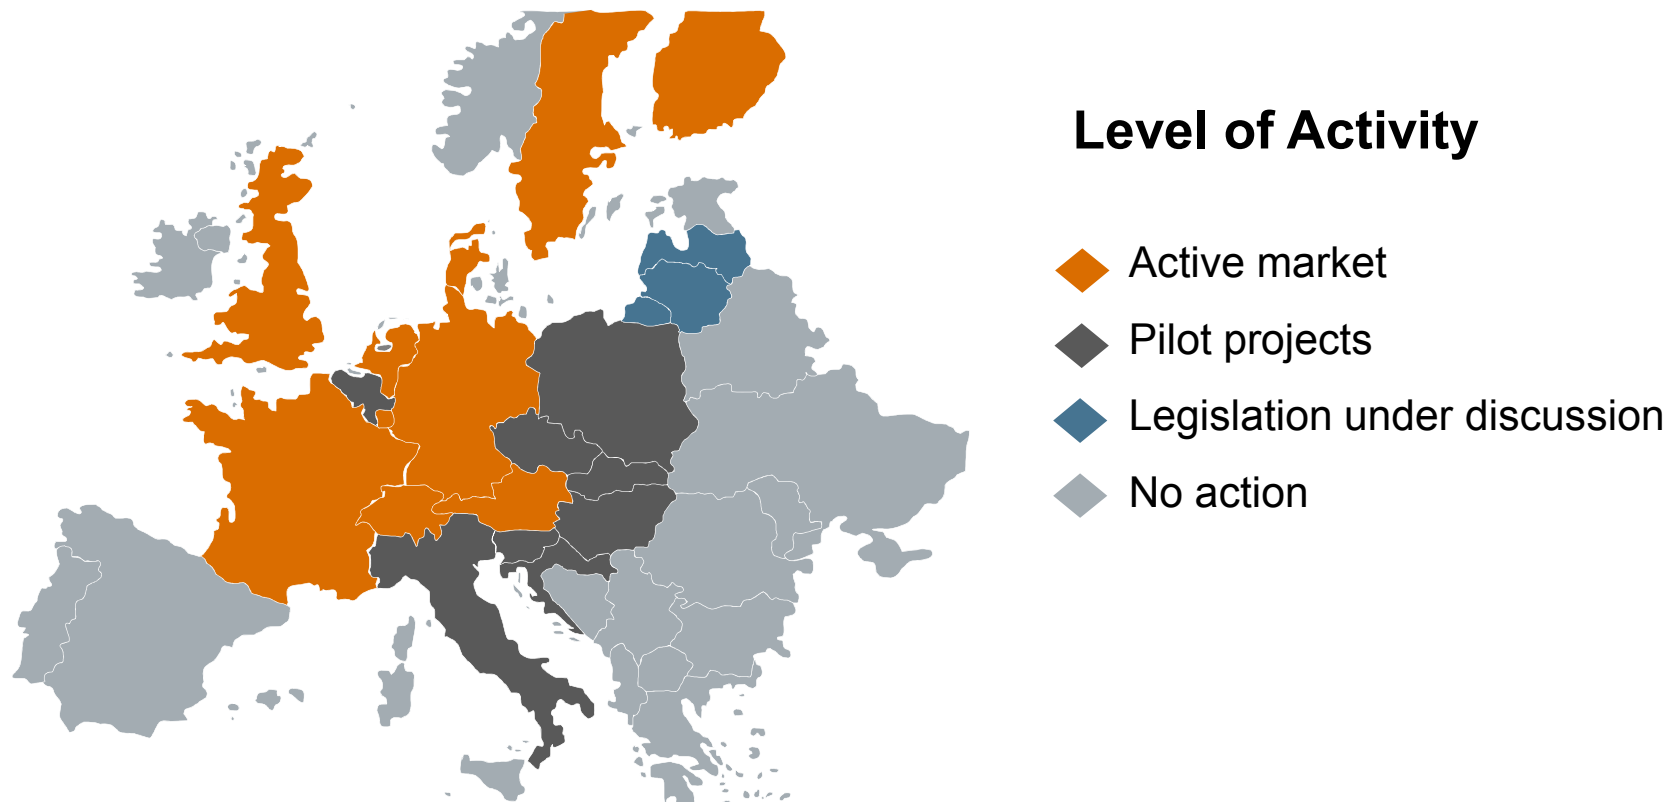 Level of Activity
Active market
Pilot projects
Legislation under discussion
No action